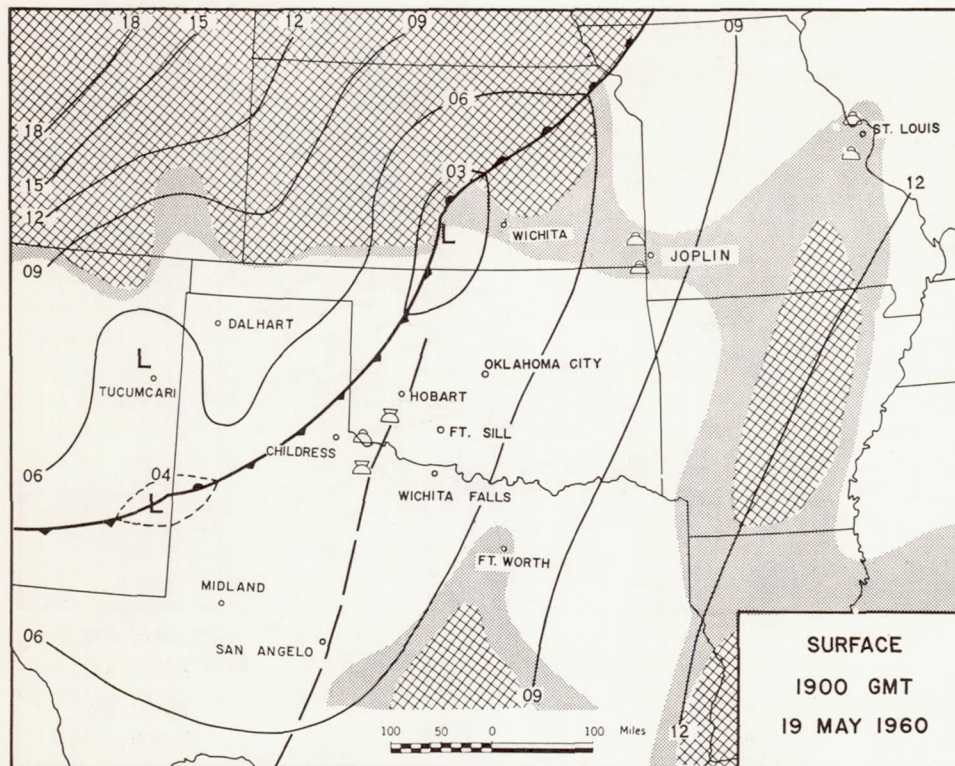 18
15
12
09
09
18
06
ST. LOUIS
03
15
12
12
WICHITA
JOPLIN
L
09
DALHART
L
TUCUMCARI
OKLAHOMA CITY
HOBART
FT. SILL
CHILDRESS
06
04
L
WICHITA FALLS
FT. WORTH
MIDLAND
06
SAN ANGELO
09
12
100 50 0 100 Miles
SURFACE
1900 GMT
19 MAY 1960